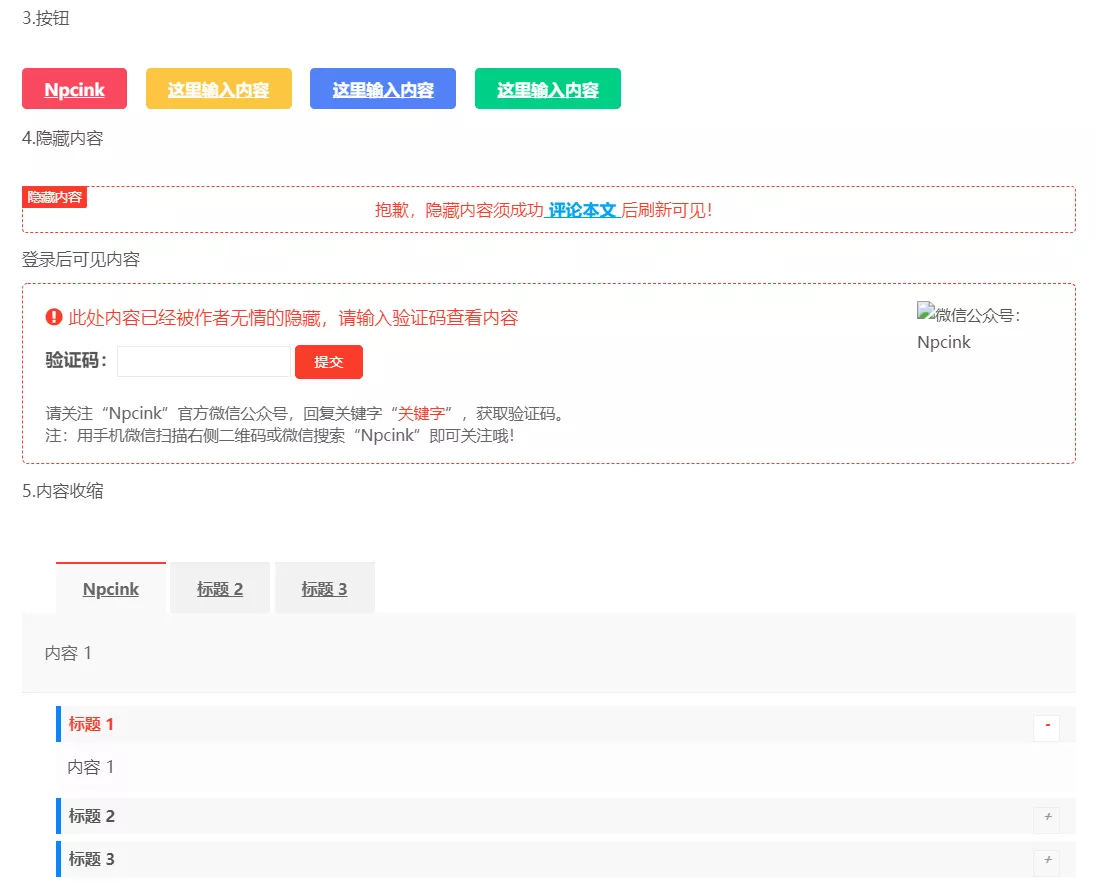 3.按钮
Npcink 这里输入内容 这里输入内容 这里输入内容
4.隐藏内容
隐藏内容
抱歉，隐藏内容须成功 评论本文 后刷新可见！
登录后可见内容
此处内容已经被作者无情的隐藏，请输入验证码查看内容
微信公众号：
Npcink
验证码： 提交
请关注“Npcink”官方微信公众号，回复关键字“关键字”，获取验证码。
注：用手机微信扫描右侧二维码或微信搜索“Npcink”即可关注哦！
5.内容收缩
Npcink 标题 2 标题 3
内容 1
标题 1 -
内容 1
标题 2 +
标题 3 +